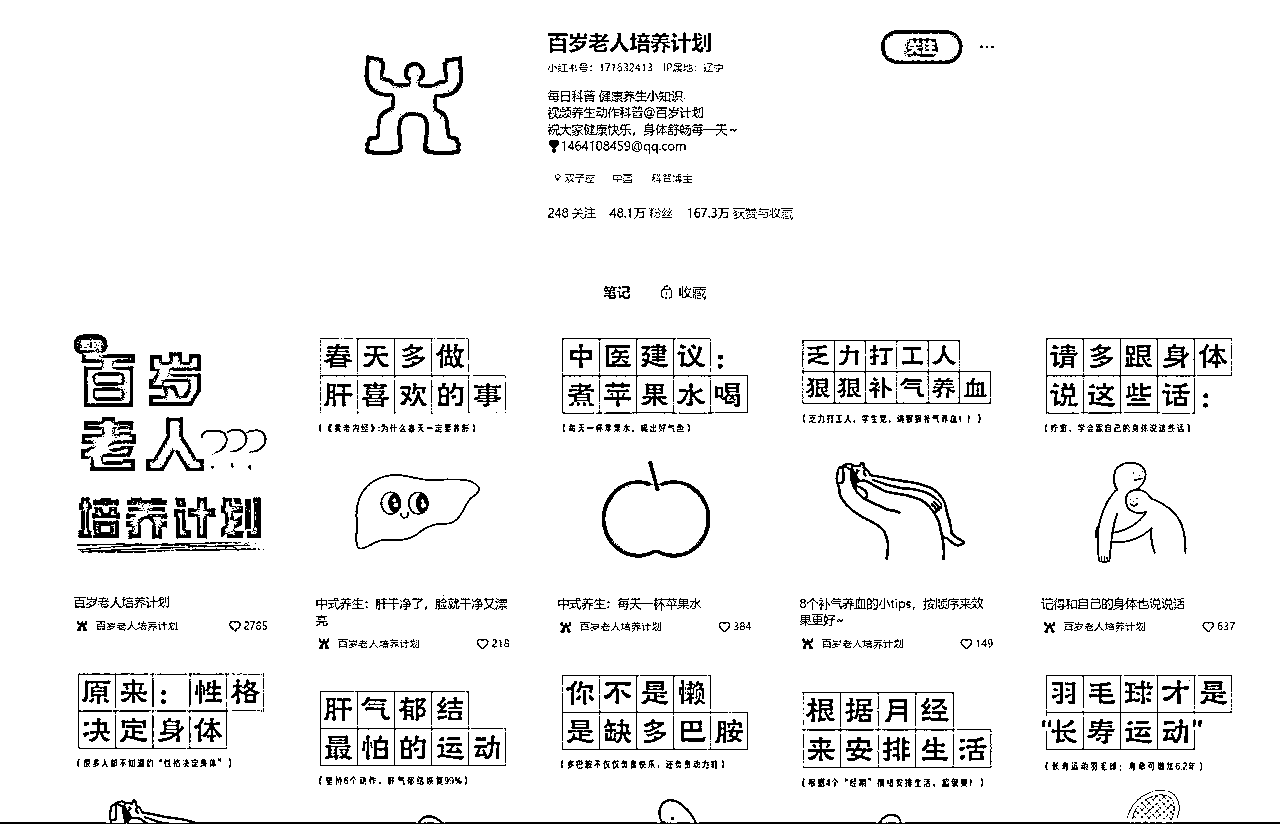 百岁老人培养计划
关注
小红书号：171632413 IP属地：辽宁
每日科普 健康养生小知识
视频养生动作科普@百岁计划
祝大家健康快乐，身体舒畅每一天~
1464108459@qq.com
双子座 中国 科普博主
248 关注 48.1万 粉丝 167.3万 获赞与收藏
笔记 收藏
百岁
老人
培养计划
百岁老人培养计划
百岁老人培养计划 2785
春天多做
肝喜欢的事
（《黄老内经》:为什么春天一定要养肝）
中式养生：肝干净了，脸就干净又漂
亮
百岁老人培养计划 218
中医建议：
煮苹果水喝
（每天一杯苹果水，喝出好气色）
中式养生：每天一杯苹果水
百岁老人培养计划 384
乏力打工人
狠狠补气养血
（乏力打工人、学生党，请狠狠补气养血！！）
8个补气养血的小tips，按顺序来效
果更好~
百岁老人培养计划 149
请多跟身体
说这些话：
（疗愈，学会跟自己的身体说这些话）
记得和自己的身体也说说话
百岁老人培养计划 637
原来：性格
决定身体
（很多人都不知道的“性格决定身体”）
肝气郁结
最怕的运动
（坚持6个动作，肝气郁结恢复99%）
你不是懒
是缺多巴胺
（多巴胺不仅仅负责快乐，还负责动力哦）
根据月经
来安排生活
（根据4个“经期”情绪安排生活，超重要！）
羽毛球才是
"长寿运动"
（长寿运动羽毛球：寿命可增加6.2年）